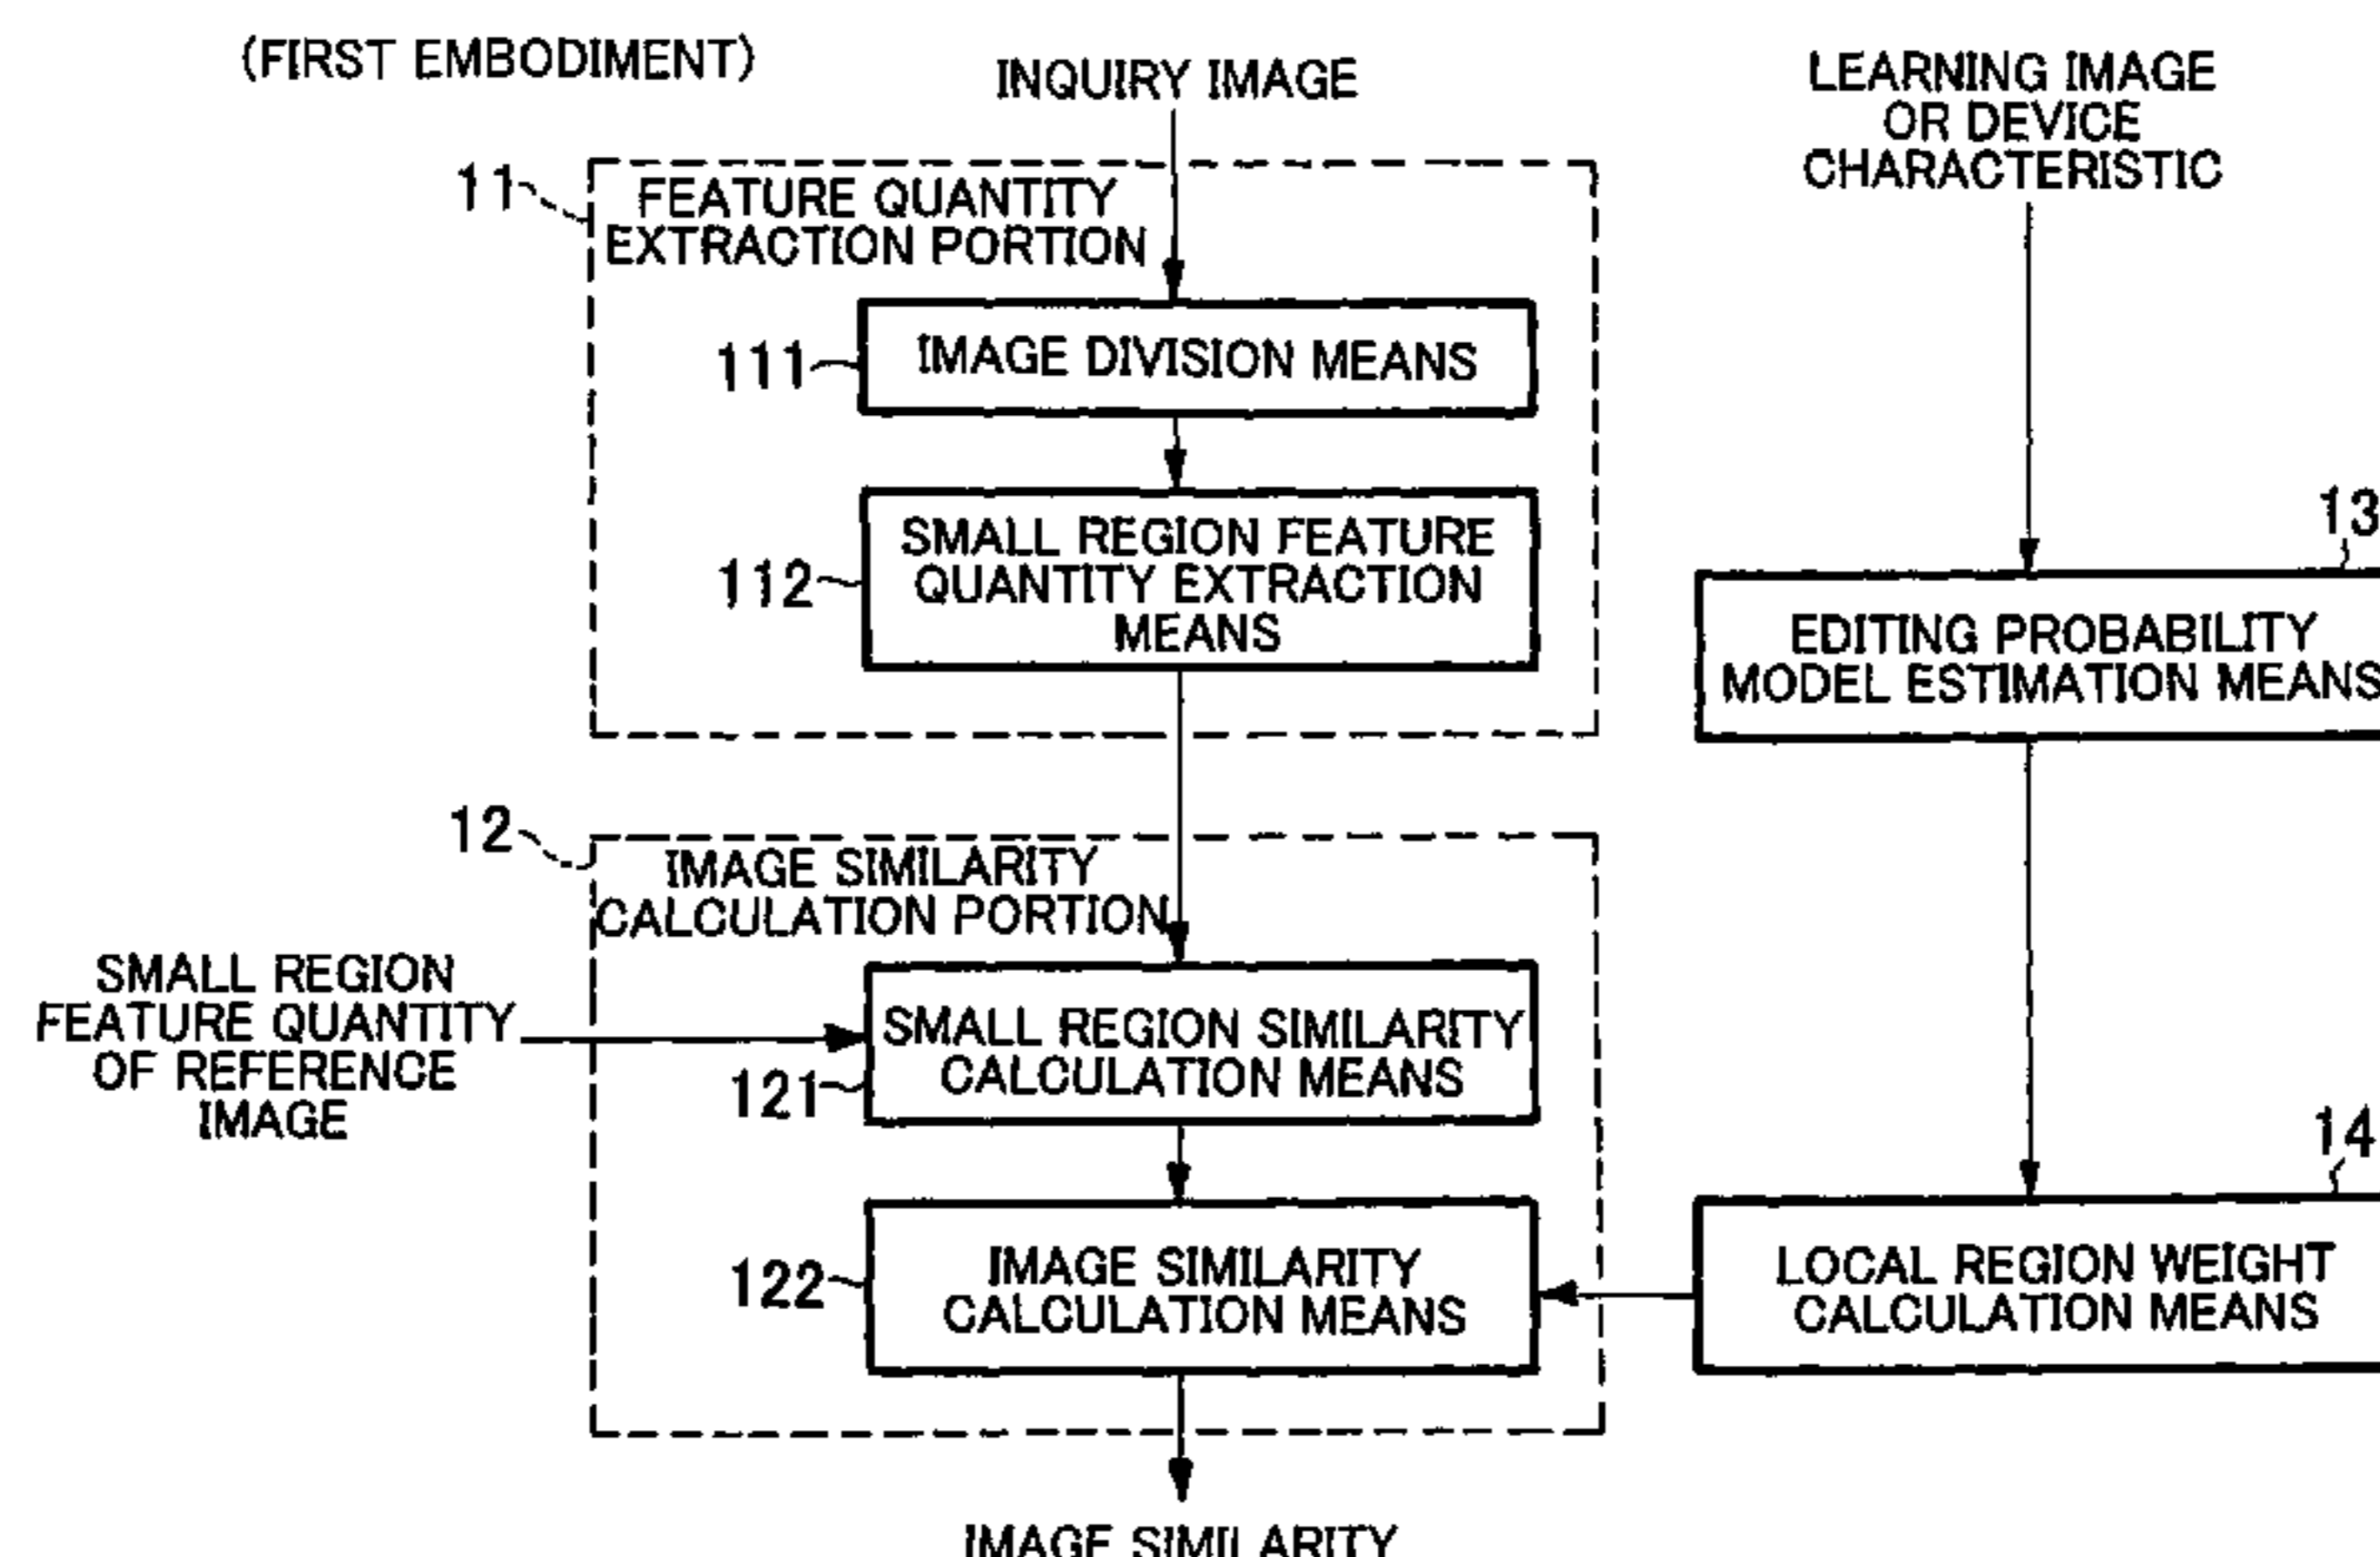 (FIRST EMBODIMENT)
INQUIRY IMAGE
LEARNING IMAGE
OR DEVICE
CHARACTERISTIC
11
FEATURE QUANTITY
EXTRACTION PORTION
111
IMAGE DIVISION MEANS
112
SMALL REGION FEATURE
QUANTITY EXTRACTION
MEANS
13
EDITING PROBABILITY
MODEL ESTIMATION MEANS
12
IMAGE SIMILARITY
CALCULATION PORTION
SMALL REGION
FEATURE QUANTITY
OF REFERENCE
IMAGE
SMALL REGION SIMILARITY
CALCULATION MEANS
121
14
122
IMAGE SIMILARITY
CALCULATION MEANS
LOCAL REGION WEIGHT
CALCULATION MEANS
IMAGE SIMILARITY